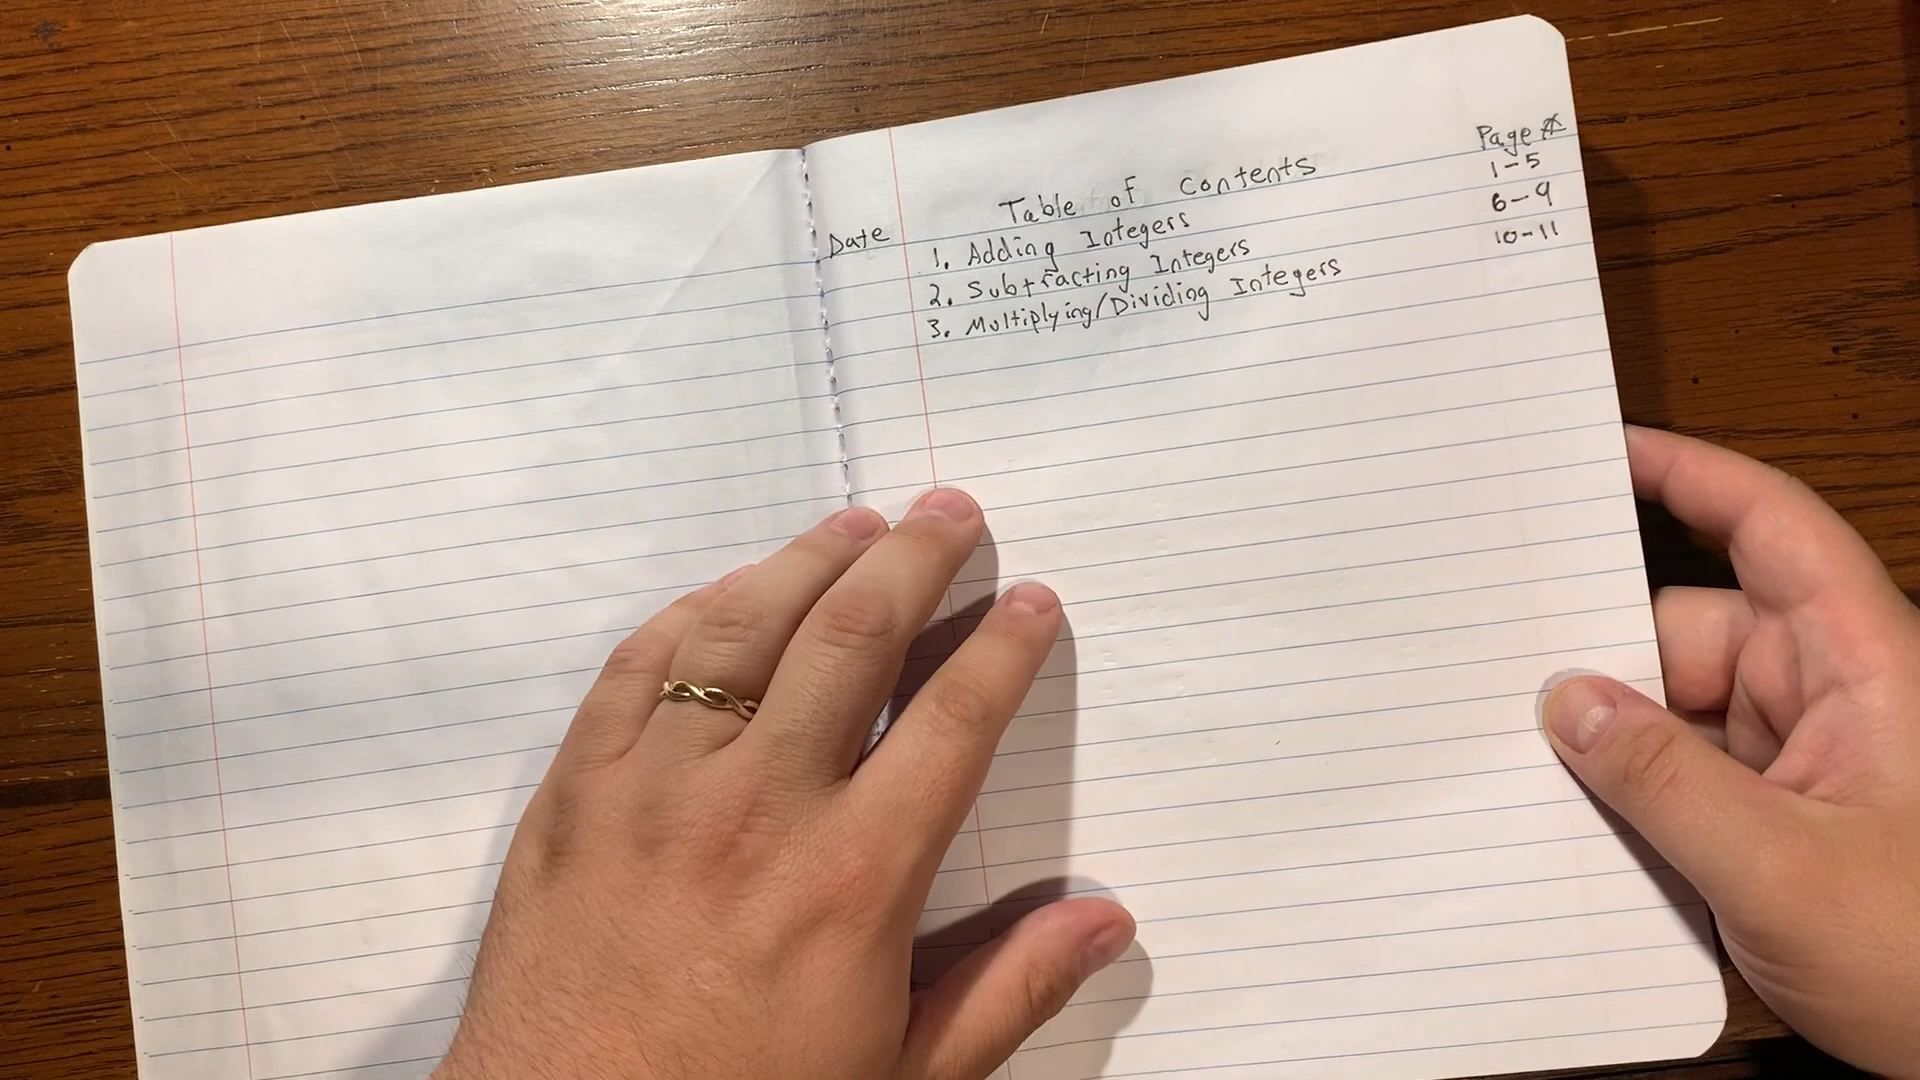 Table of Contents Page #
Date 1. Adding Integers 1-5
2. Subtracting Integers 6-9
3. Multiplying/Dividing Integers 10-11